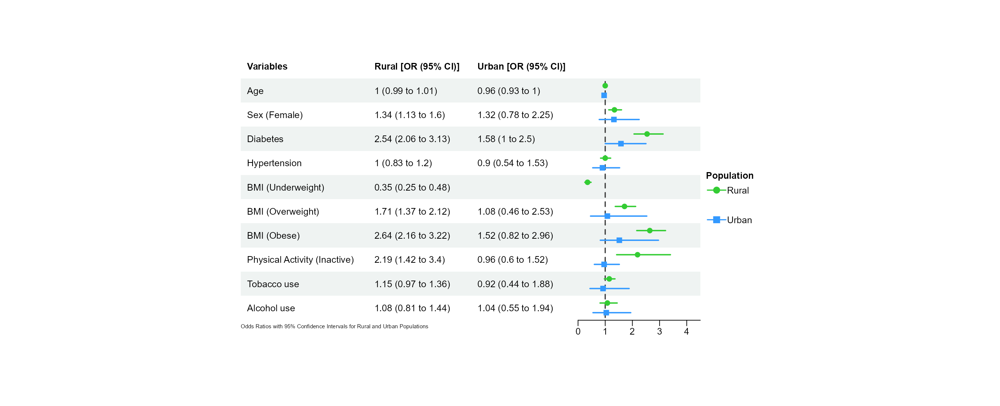 Variables Rural [OR (95% CI)] Urban [OR (95% CI)]
Age 1 (0.99 to 1.01) 0.96 (0.93 to 1)
Sex (Female) 1.34 (1.13 to 1.6) 1.32 (0.78 to 2.25)
Diabetes 2.54 (2.06 to 3.13) 1.58 (1 to 2.5)
Hypertension 1 (0.83 to 1.2) 0.9 (0.54 to 1.53)
BMI (Underweight) 0.35 (0.25 to 0.48)
BMI (Overweight) 1.71 (1.37 to 2.12) 1.08 (0.46 to 2.53)
BMI (Obese) 2.64 (2.16 to 3.22) 1.52 (0.82 to 2.96)
Physical Activity (Inactive) 2.19 (1.42 to 3.4) 0.96 (0.6 to 1.52)
Tobacco use 1.15 (0.97 to 1.36) 0.92 (0.44 to 1.88)
Alcohol use 1.08 (0.81 to 1.44) 1.04 (0.55 to 1.94)
Odds Ratios with 95% Confidence Intervals for Rural and Urban Populations
0 1 2 3 4
Population
Rural
Urban